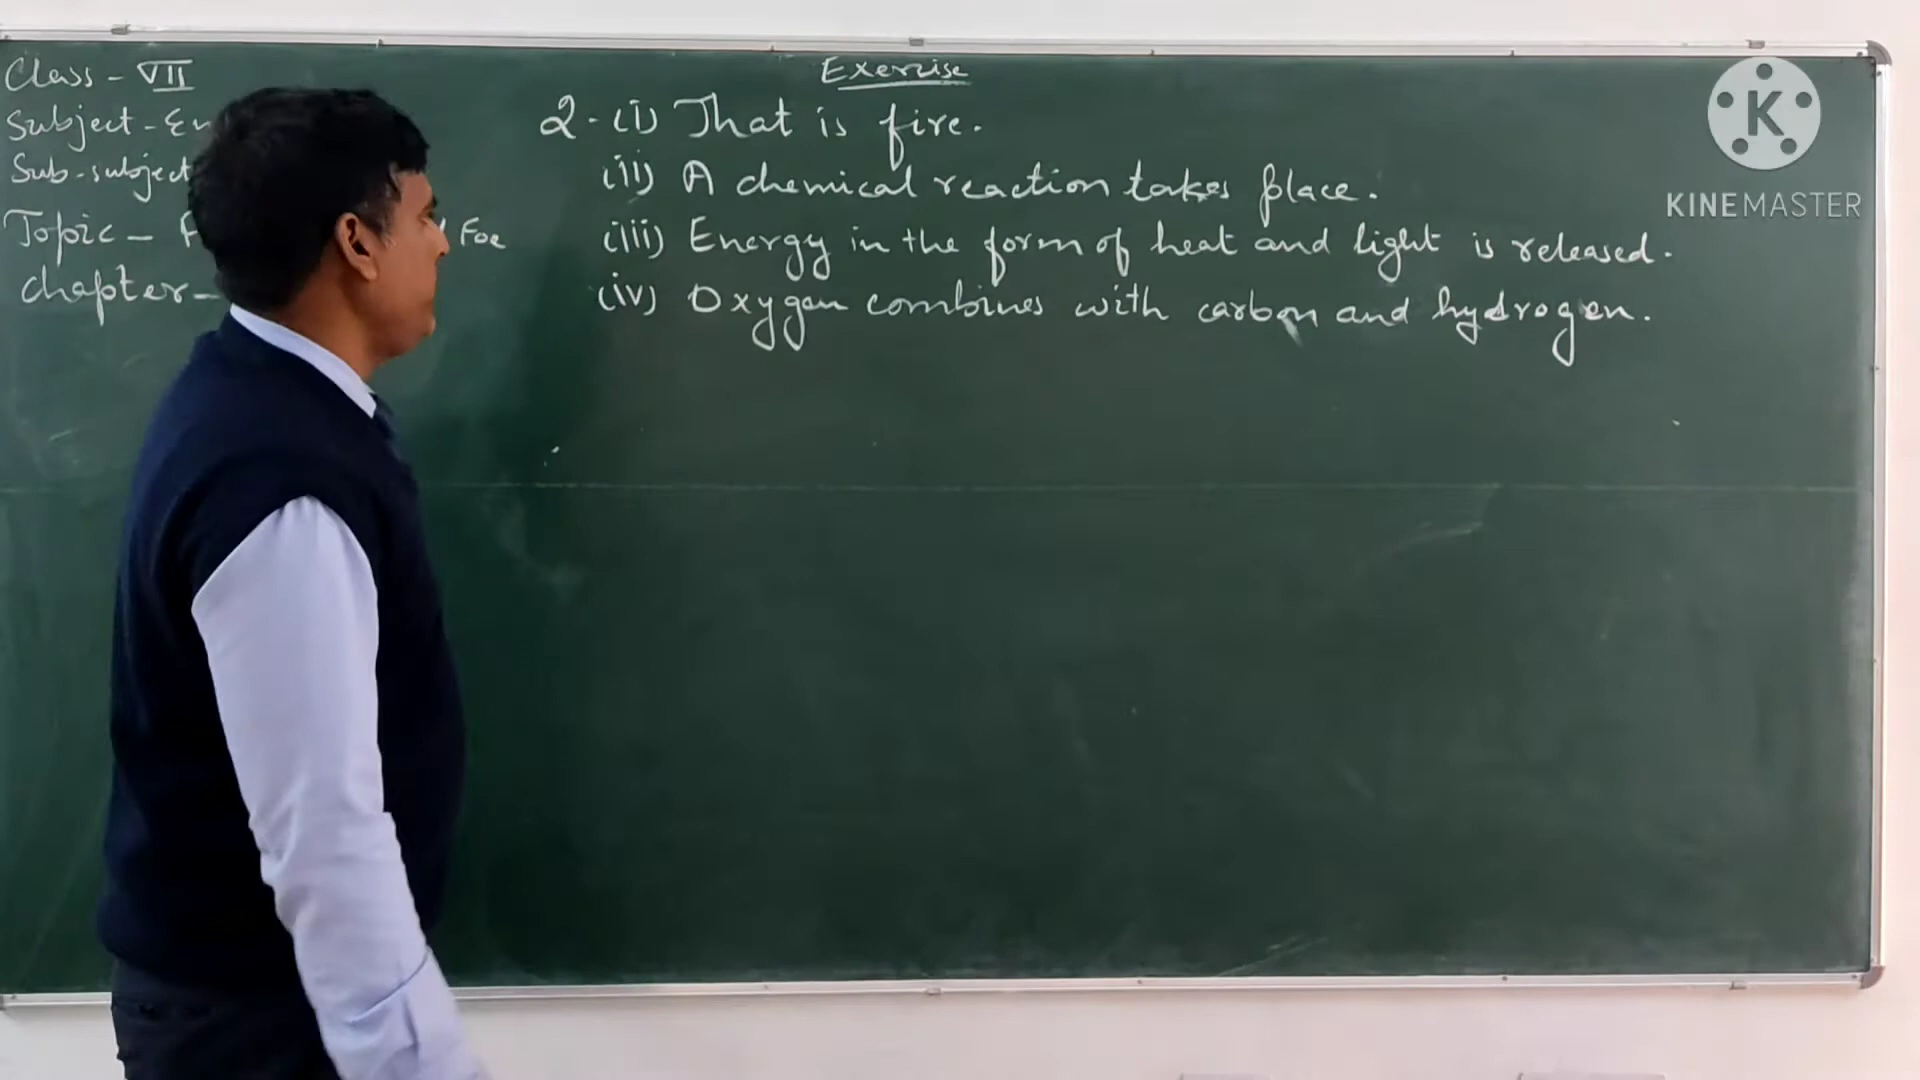 Class - VII
Subject - En
Sub-subject
Topic - F
d Foe
Chapter -
Exercise
2. (i) That is fire.
(ii) A chemical reaction takes place.
(iii) Energy in the form of heat and light is released.
(iv) Oxygen combines with carbon and hydrogen.
K
KINEMASTER